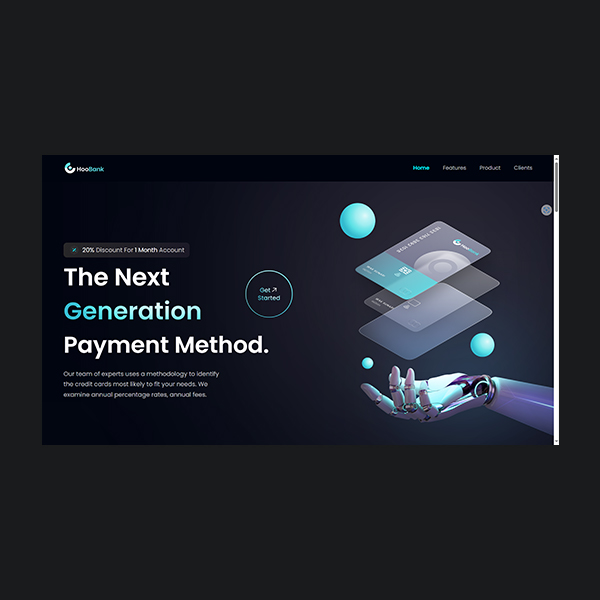 HooBank
Home Features Product Clients
20% Discount For 1 Month Account
The Next
Generation
Payment Method.
Get
Started
Our team of experts uses a methodology to identify
the credit cards most likely to fit your needs. We
examine annual percentage rates, annual fees.
HooBank